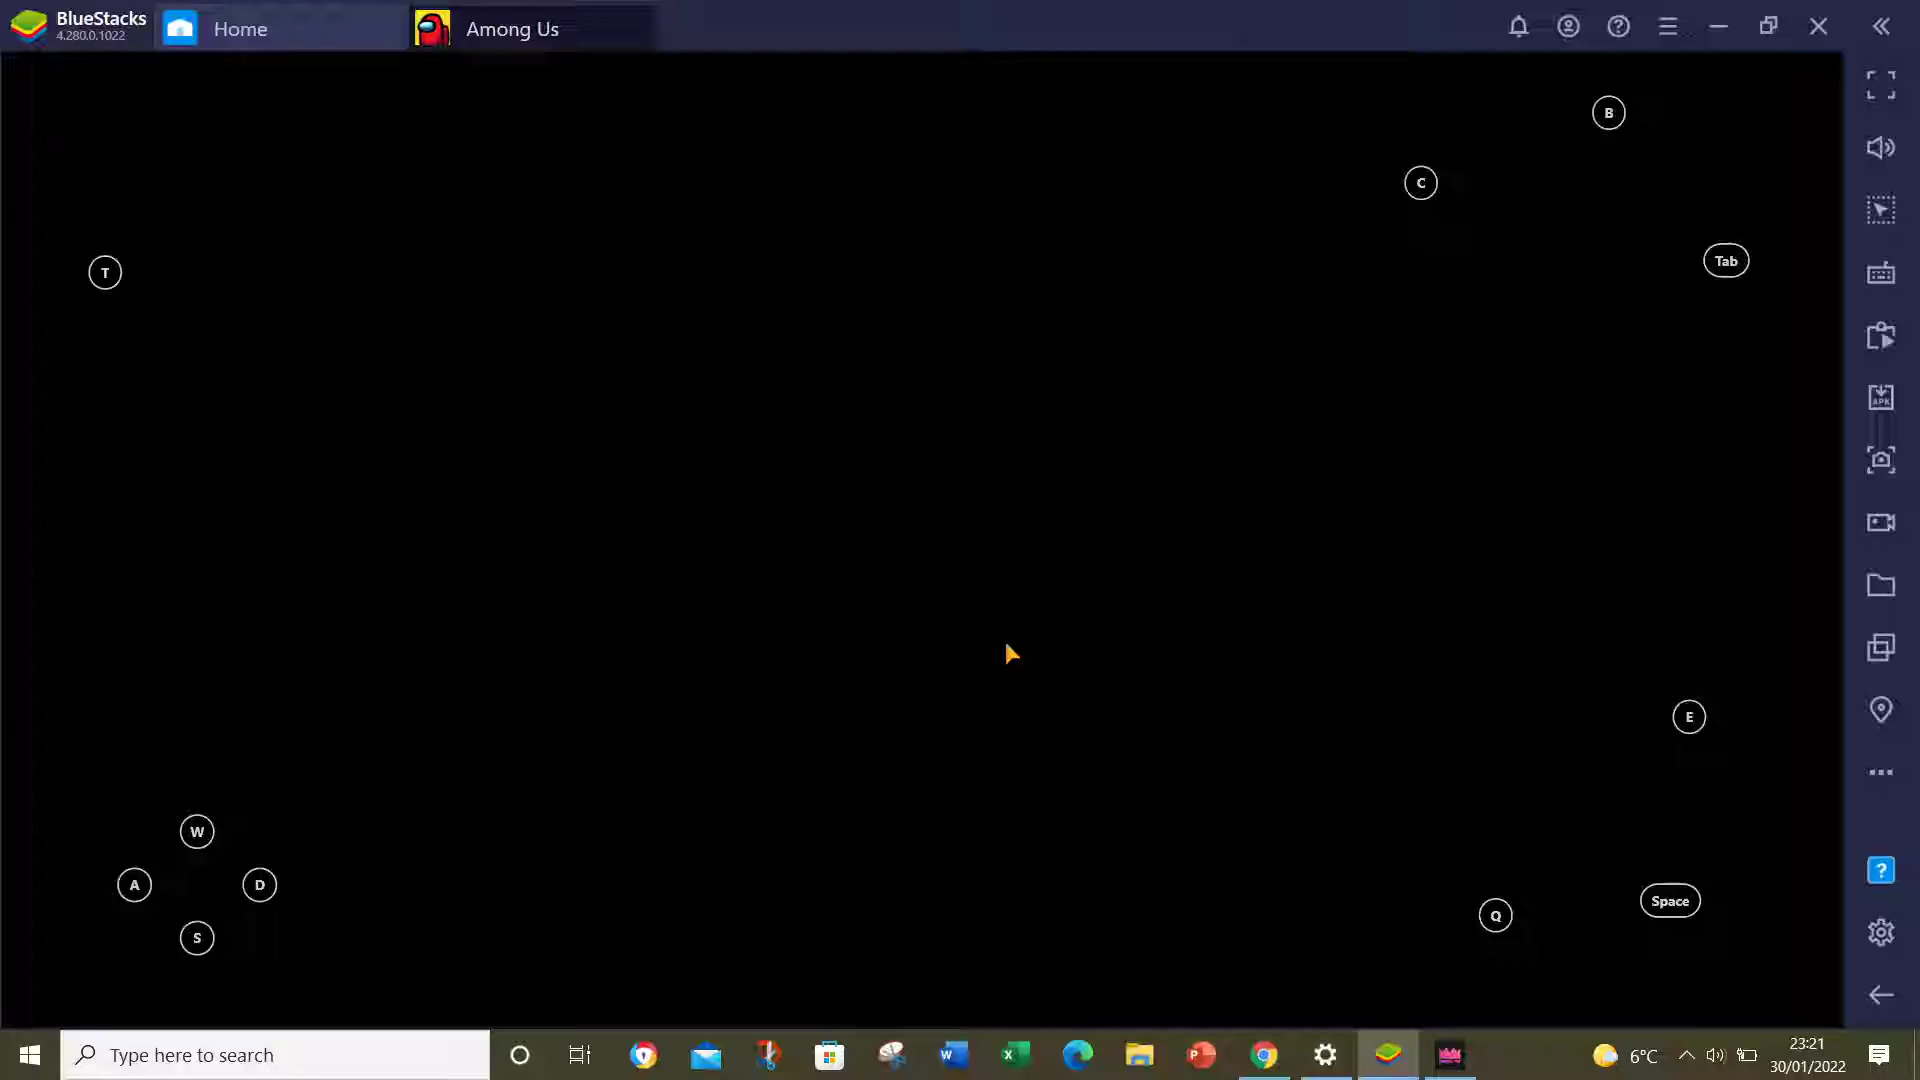 BlueStacks
4.280.0.1022
Home
Among Us
B
C
T
Tab
APK
E
W
A
D
S
Q
Space
?
Type here to search
6°C
23:21
30/01/2022